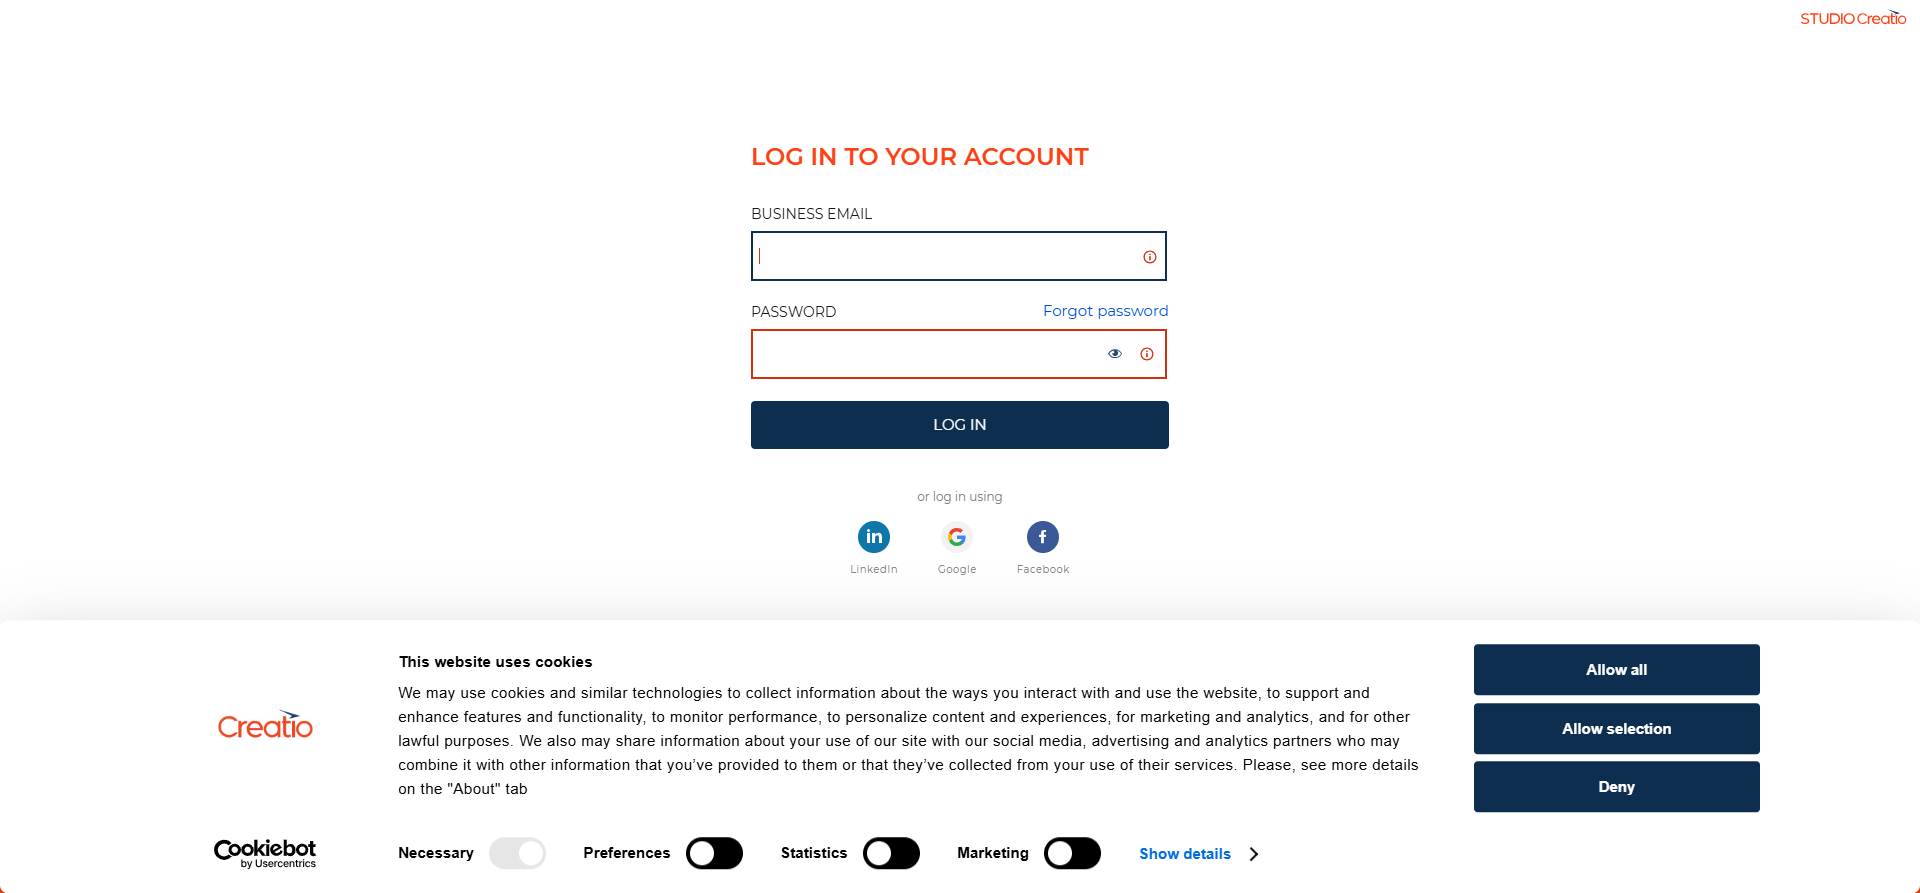 STUDIO Creatio
LOG IN TO YOUR ACCOUNT
BUSINESS EMAIL
PASSWORD
Forgot password
LOG IN
or log in using
in
G
f
LinkedIn
Google
Facebook
This website uses cookies
We may use cookies and similar technologies to collect information about the ways you interact with and use the website, to support and
enhance features and functionality, to monitor performance, to personalize content and experiences, for marketing and analytics, and for other
lawful purposes. We also may share information about your use of our site with our social media, advertising and analytics partners who may
combine it with other information that you’ve provided to them or that they’ve collected from your use of their services. Please, see more details
on the "About" tab
Creatio
Allow all
Allow selection
Deny
Cookiebot
by Usercentrics
Necessary
Preferences
Statistics
Marketing
Show details